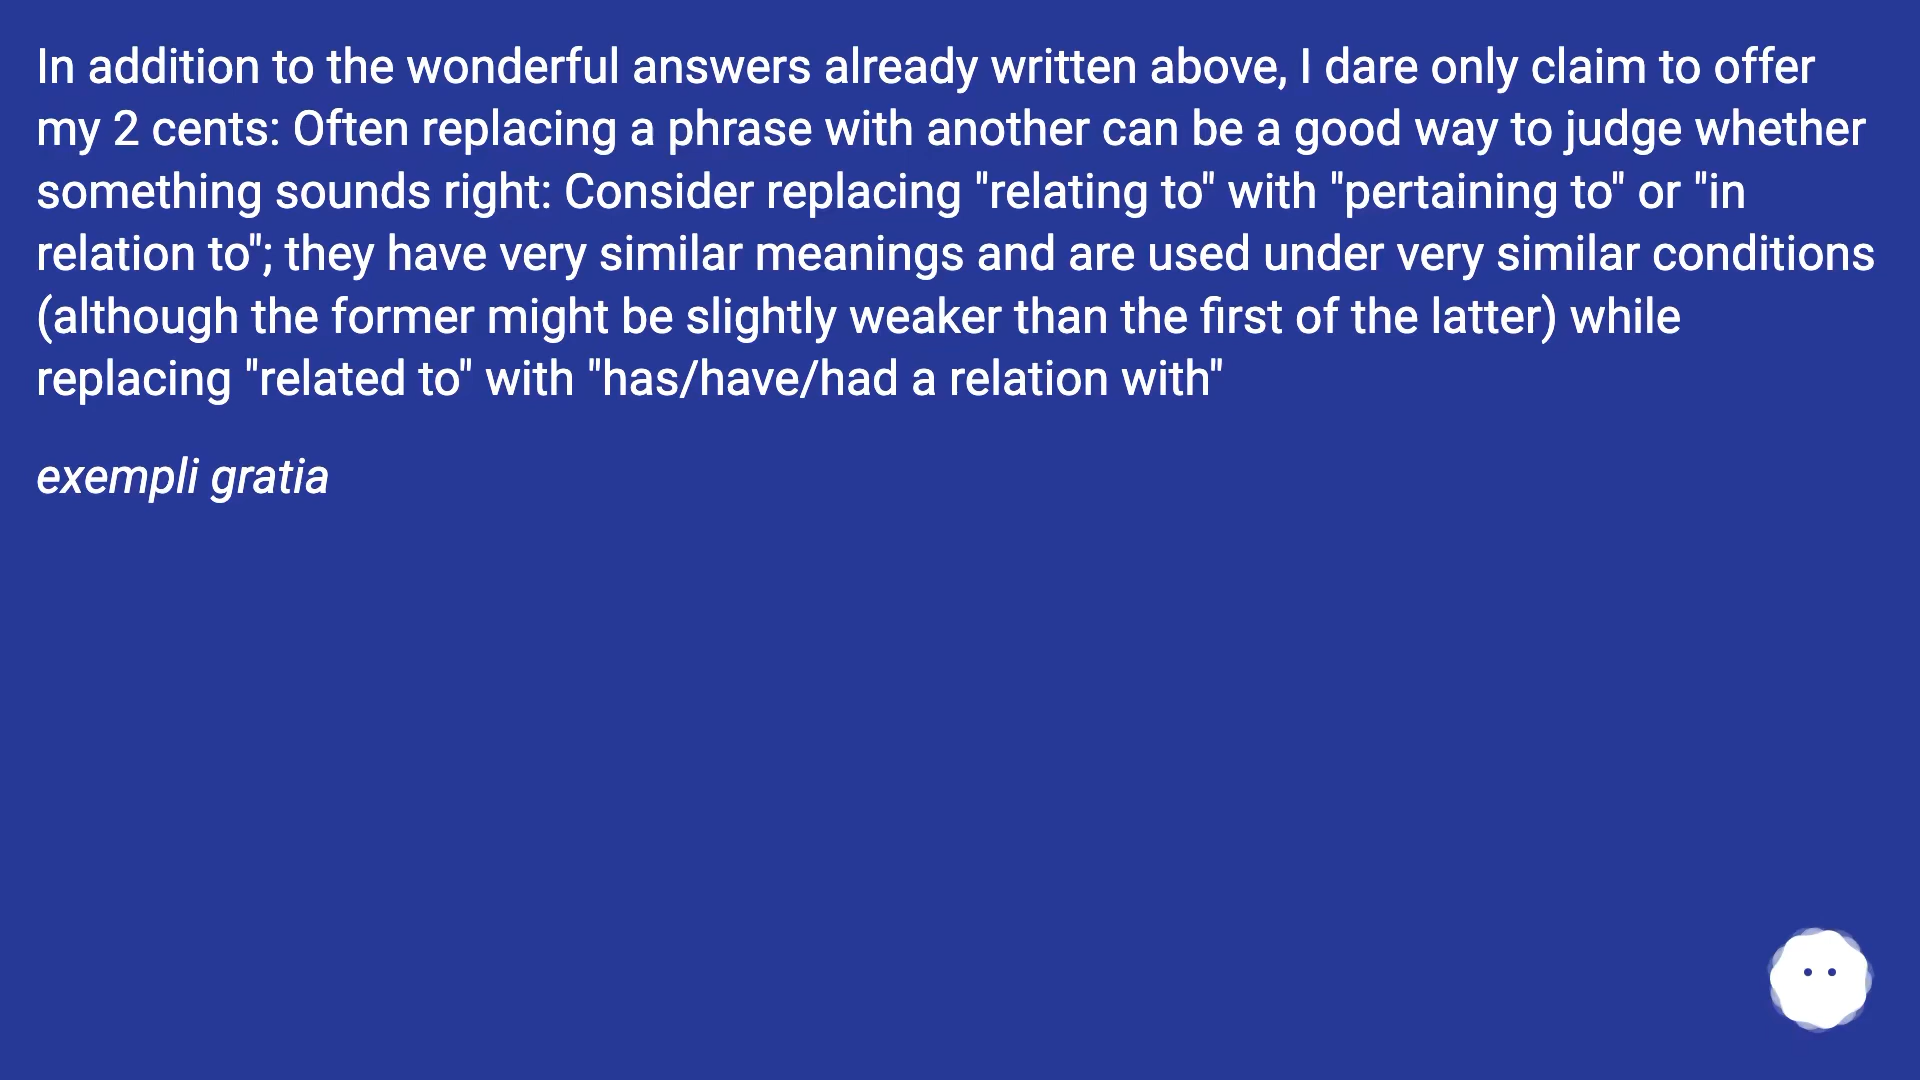 In addition to the wonderful answers already written above, I dare only claim to offer
my 2 cents: Often replacing a phrase with another can be a good way to judge whether
something sounds right: Consider replacing "relating to" with "pertaining to" or "in
relation to"; they have very similar meanings and are used under very similar conditions
(although the former might be slightly weaker than the first of the latter) while
replacing "related to" with "has/have/had a relation with"
exempli gratia